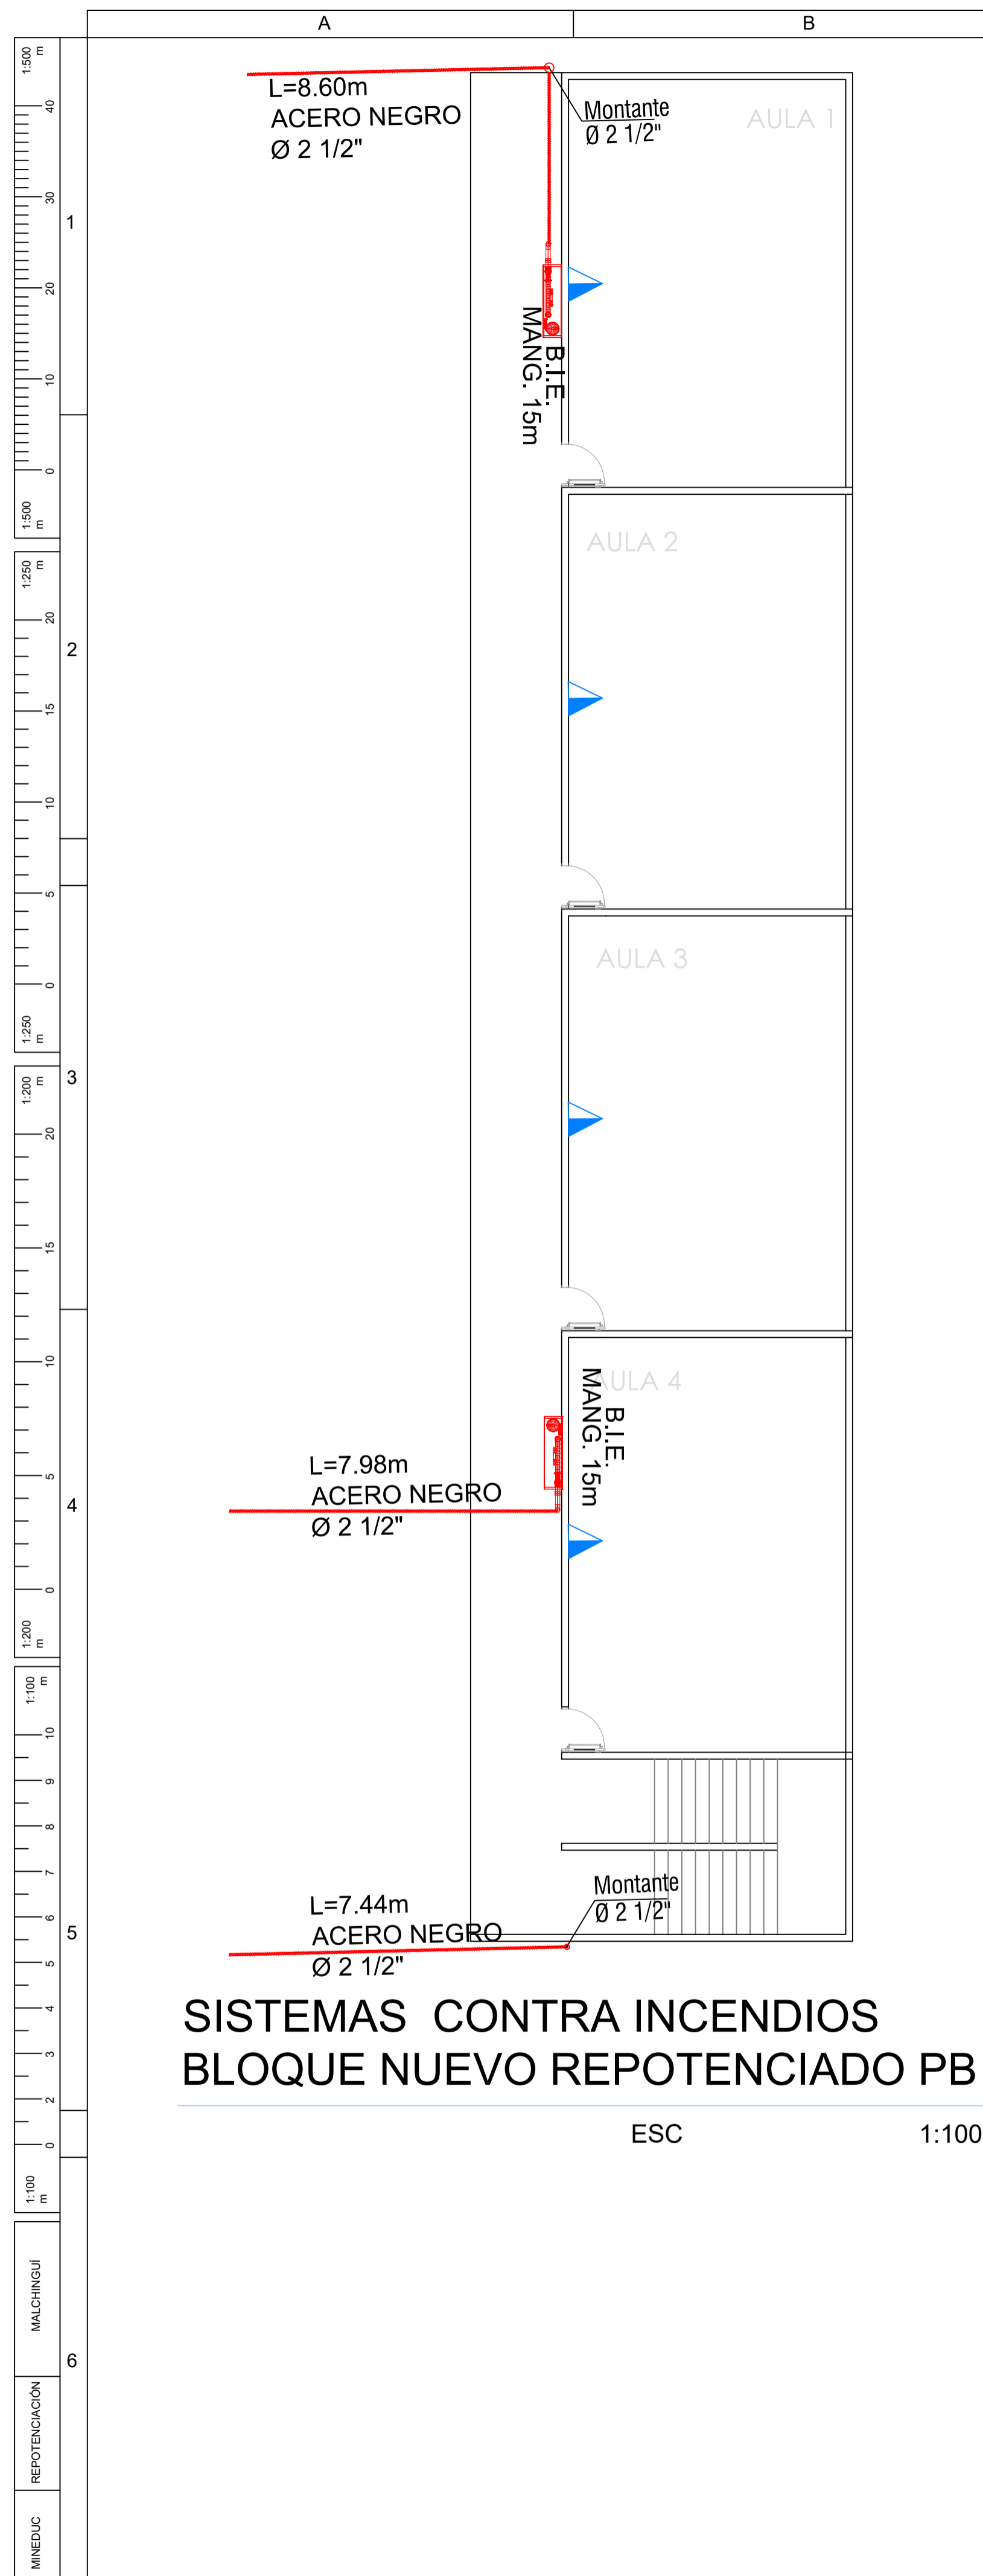 A
B
1:500
m
40
30
20
10
0
1:500
m
1:250
m
20
15
10
5
0
1:250
m
1:200
m
20
15
10
5
0
1:200
m
1:100
m
10
9
8
7
6
5
4
3
2
0
1:100
m
MALCHINGUÍ
REPOTENCIACIÓN
MINEDUC
1
2
3
4
5
6
L=8.60m
ACERO NEGRO
Ø 2 1/2"
Montante
Ø 2 1/2"
AULA 1
B.I.E.
MANG. 15m
AULA 2
AULA 3
AULA 4
B.I.E.
MANG. 15m
L=7.98m
ACERO NEGRO
Ø 2 1/2"
Montante
Ø 2 1/2"
L=7.44m
ACERO NEGRO
Ø 2 1/2"
SISTEMAS CONTRA INCENDIOS
BLOQUE NUEVO REPOTENCIADO PB
ESC 1:100